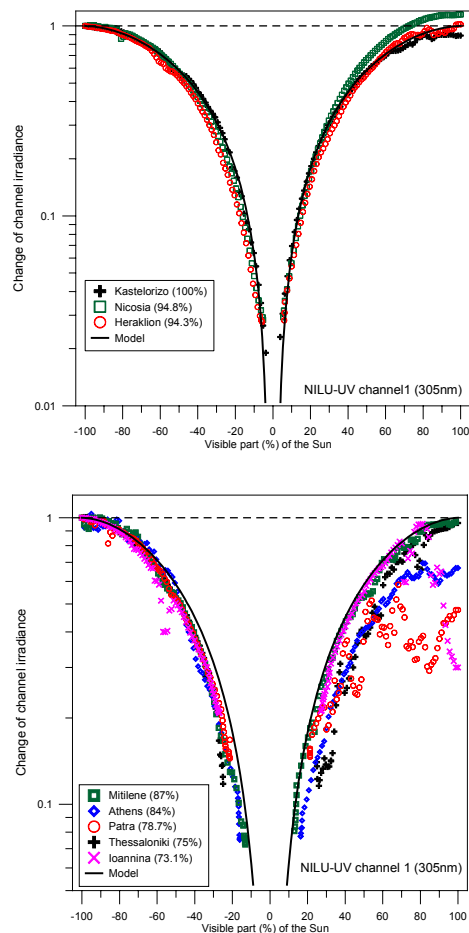 1
0.1
0.01
Change of channel irradiance
Kastelorizo (100%)
Nicosia (94.8%)
Heraklion (94.3%)
Model
NILU-UV channel1 (305nm)
-100 -80 -60 -40 -20 0 20 40 60 80 100
Visible part (%) of the Sun
1
0.1
Change of channel irradiance
Mitilene (87%)
Athens (84%)
Patra (78.7%)
Thessaloniki (75%)
Ioannina (73.1%)
Model
NILU-UV channel 1 (305nm)
-100 -80 -60 -40 -20 0 20 40 60 80 100
Visible part (%) of the Sun